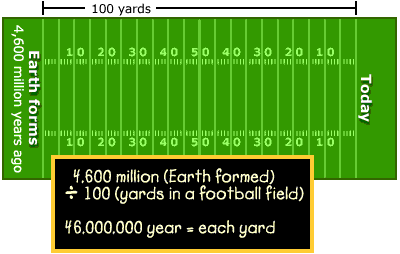 100 yards
Earth forms
4,600 million years ago
10 20 30 40 50 40 30 20 10
10 20 30 40 50 40 30 20 10
Today
4,600 million (Earth formed)
÷ 100 (yards in a football field)
46,000,000 year = each yard